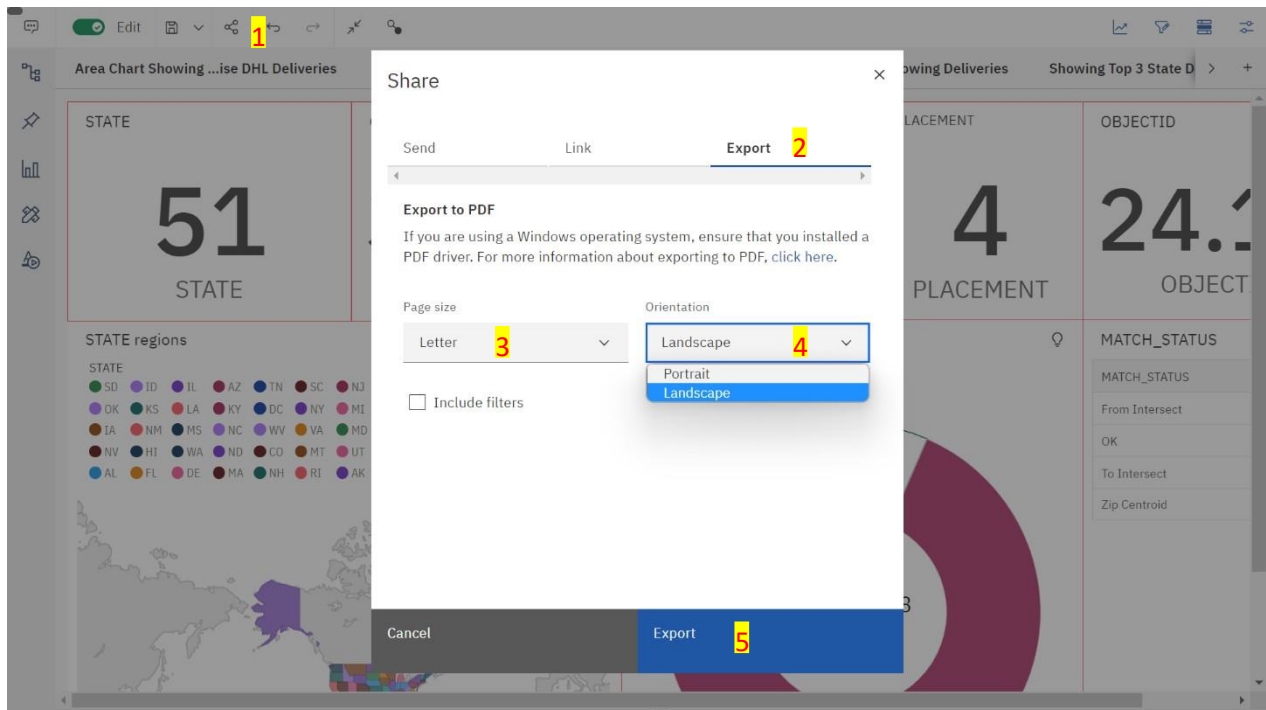 Edit
1
Area Chart Showing ...ise DHL Deliveries
owing Deliveries
Showing Top 3 State D
Share
Send
Link
Export
2
Export to PDF
If you are using a Windows operating system, ensure that you installed a
PDF driver. For more information about exporting to PDF, click here.
Page size
Orientation
Letter
3
Landscape
4
Portrait
Landscape
Include filters
Cancel
Export
5
STATE
51
STATE
LACEMENT
4
PLACEMENT
OBJECTID
24.1
OBJECT
STATE regions
STATE
SD ID IL AZ TN SC NJ
OK KS LA KY DC NY MI
IA NM MS NC WV VA MD
NV HI WA ND CO MT UT
AL FL DE MA NH RI AK
MATCH_STATUS
MATCH_STATUS
From Intersect
OK
To Intersect
Zip Centroid